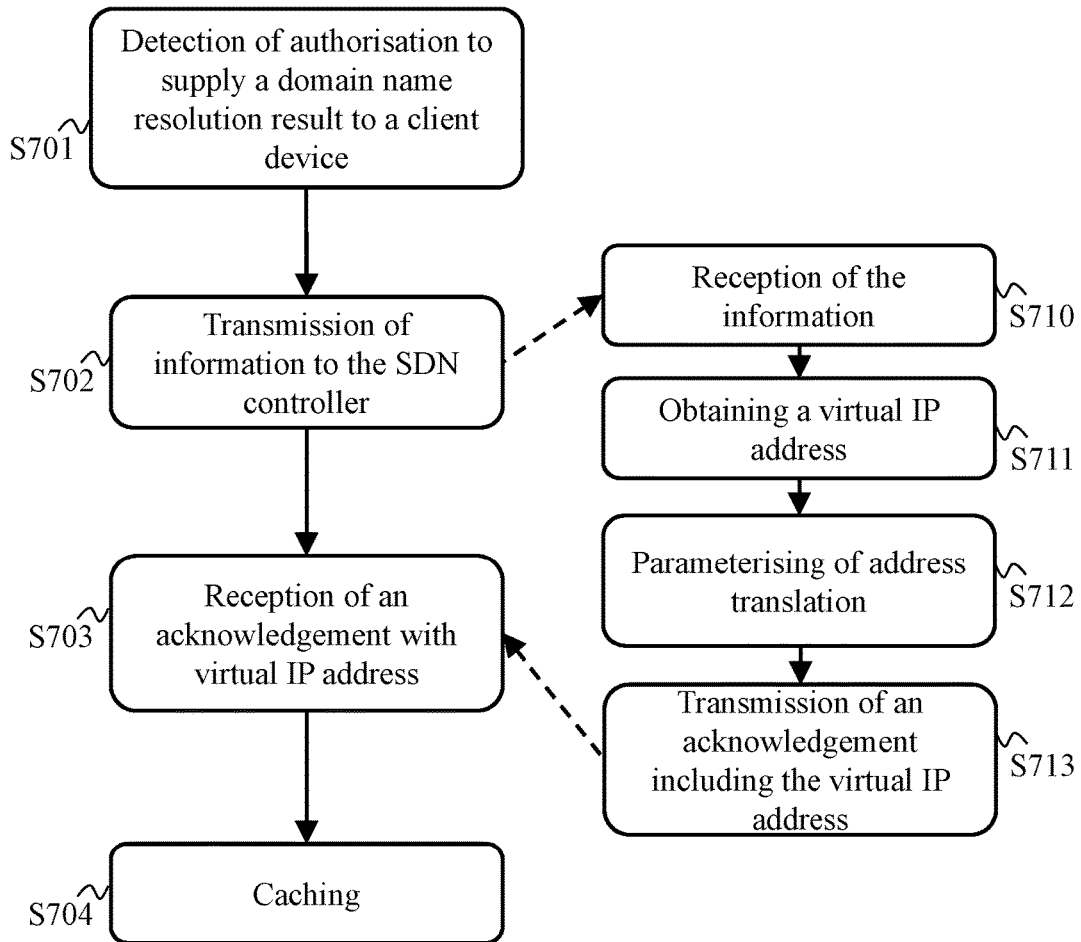 Detection of authorisation to
supply a domain name
resolution result to a client
device
S701
Transmission of
information to the SDN
controller
S702
Reception of an
acknowledgement with
virtual IP address
S703
Caching
S704
Reception of the
information
S710
Obtaining a virtual IP
address
S711
Parameterising of address
translation
S712
Transmission of an
acknowledgement
including the virtual IP
address
S713